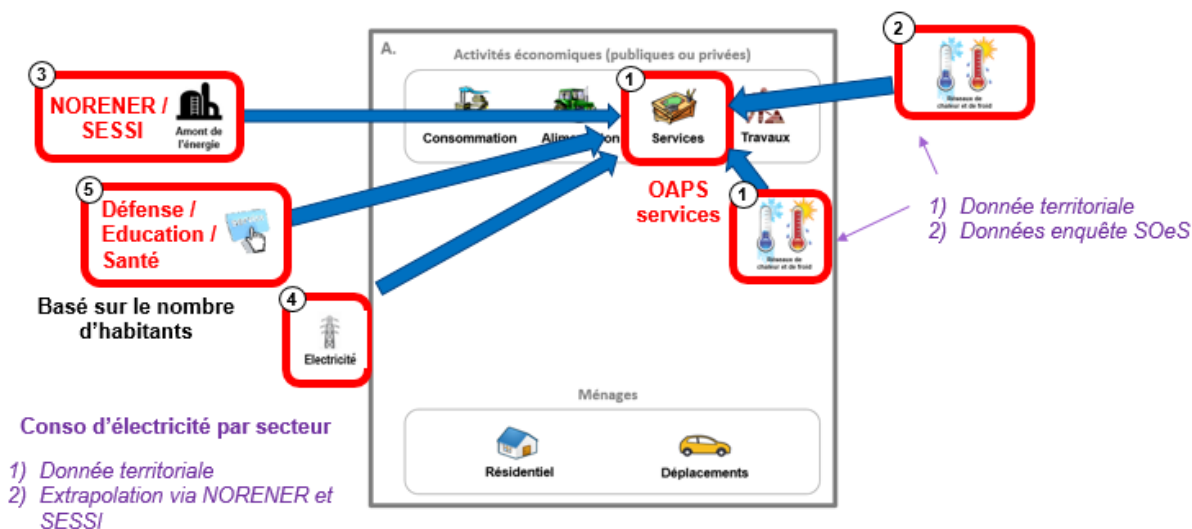 A.
Activités économiques (publiques ou privées)
2
Réseaux de
chaleur et de froid
3
NORENER /
SESSI
Amont de
l'énergie
1
Consommation
Services
Travaux
5
Défense /
Education /
Santé
OAPS
services
1
Réseaux de
chaleur et de froid
1) Donnée territoriale
2) Données enquête SOeS
Basé sur le nombre
d'habitants
4
Electricité
Conso d'électricité par secteur
1) Donnée territoriale
2) Extrapolation via NORENER et
SESSI
Ménages
Résidentiel
Déplacements